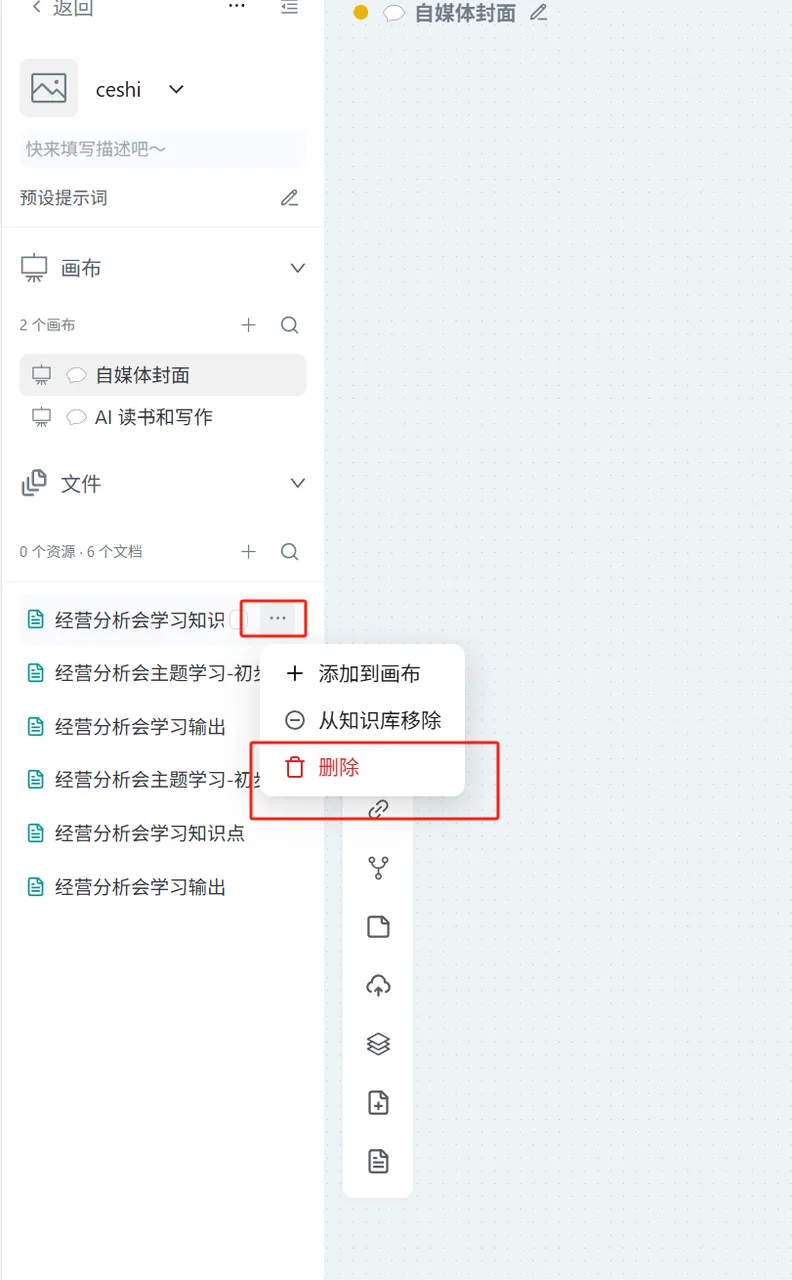 返回
自媒体封面
ceshi
快来填写描述吧～
预设提示词
画布
2 个画布
自媒体封面
AI 读书和写作
文件
0 个资源 · 6 个文档
经营分析会学习知识
添加到画布
经营分析会主题学习-初步
从知识库移除
经营分析会学习输出
删除
经营分析会主题学习-初步
经营分析会学习知识点
经营分析会学习输出